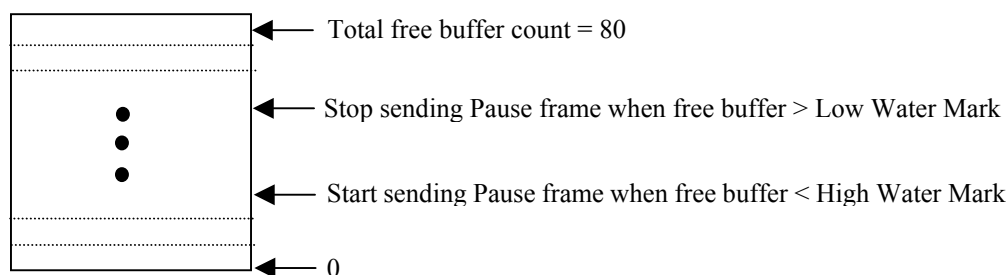 Total free buffer count = 80
Stop sending Pause frame when free buffer > Low Water Mark
Start sending Pause frame when free buffer < High Water Mark
0